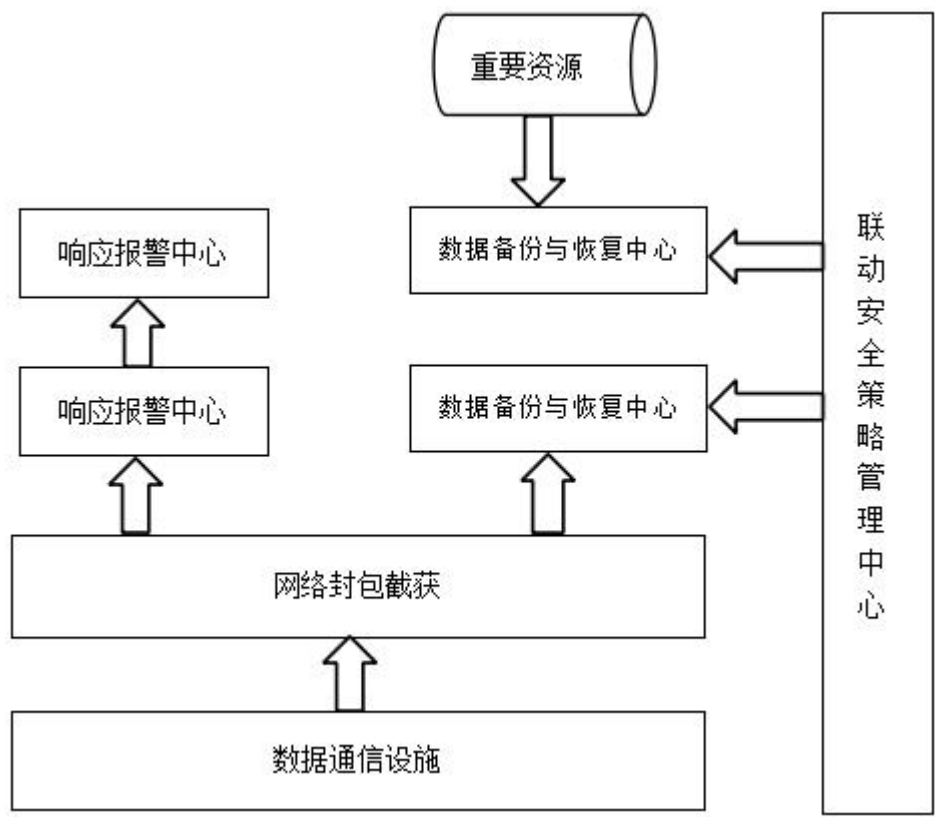 重要资源
响应报警中心
数据备份与恢复中心
响应报警中心
数据备份与恢复中心
网络封包截获
数据通信设施
联动安全策略管理中心